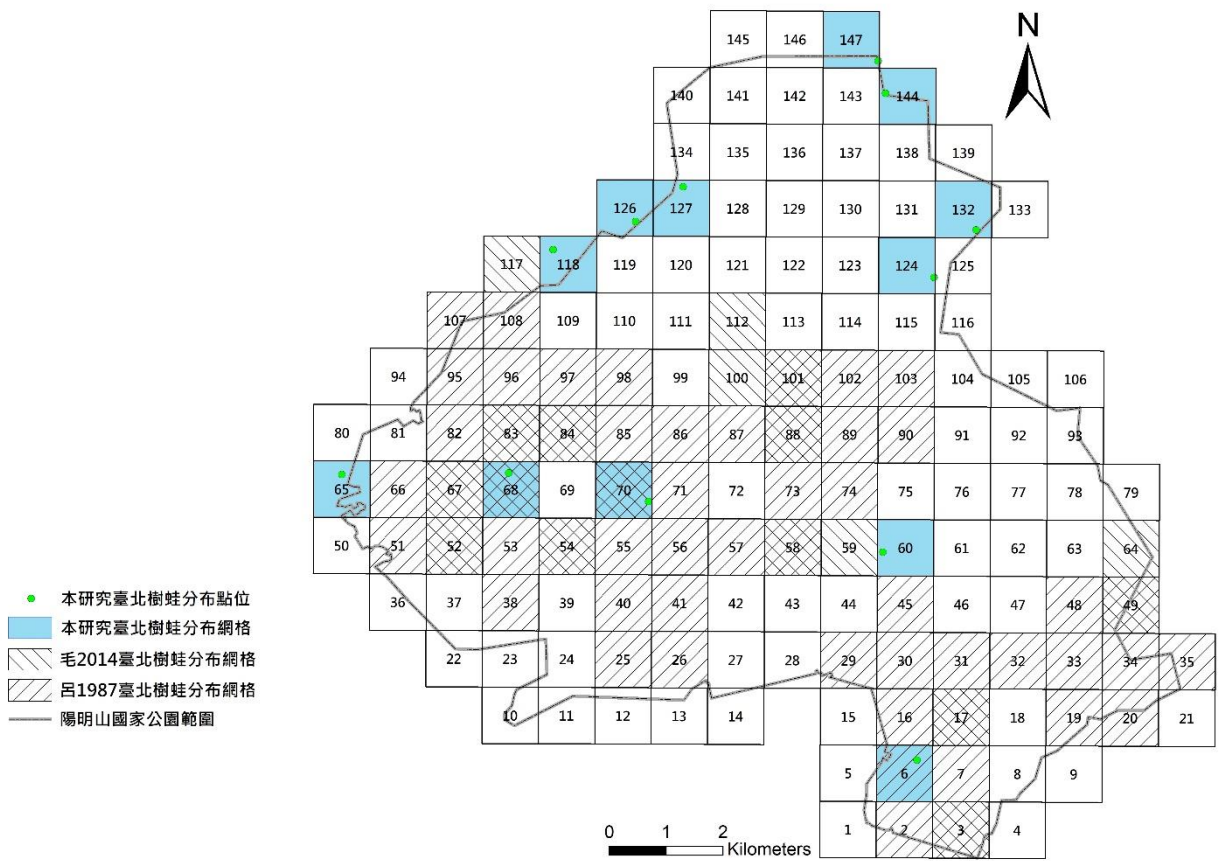 145 146 147
N
140 141 142 143 144
134 135 136 137 138 139
126 127 128 129 130 131 132 133
117 118 119 120 121 122 123 124 125
107 108 109 110 111 112 113 114 115 116
94 95 96 97 98 99 100 101 102 103 104 105 106
80 81 82 83 84 85 86 87 88 89 90 91 92 93
65 66 67 68 69 70 71 72 73 74 75 76 77 78 79
50 51 52 53 54 55 56 57 58 59 60 61 62 63 64
36 37 38 39 40 41 42 43 44 45 46 47 48 49
22 23 24 25 26 27 28 29 30 31 32 33 34 35
10 11 12 13 14 15 16 17 18 19 20 21
5 6 7 8 9
1 2 3 4
本研究臺北樹蛙分布點位
本研究臺北樹蛙分布網格
毛2014臺北樹蛙分布網格
呂1987臺北樹蛙分布網格
陽明山國家公園範圍
0 1 2
Kilometers